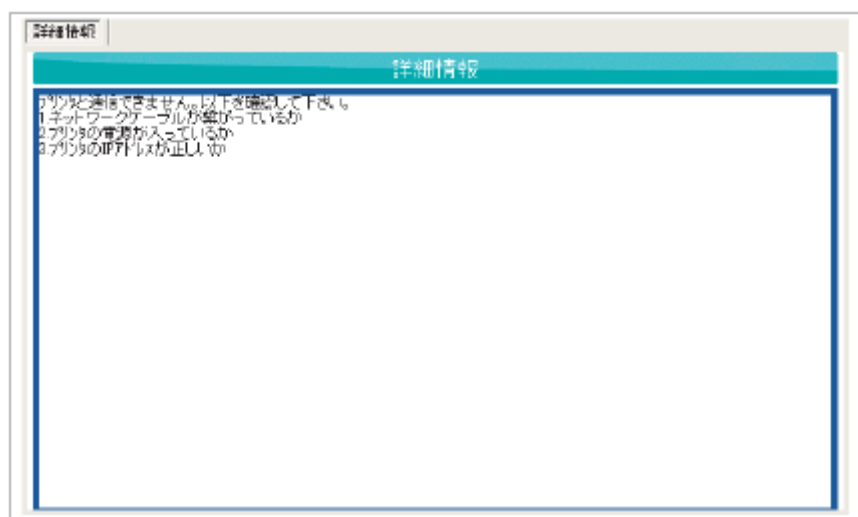 詳細情報
詳細情報
プリンタと通信できません。以下を確認して下さい。
1.ネットワークケーブルが繋がっているか
2.プリンタの電源が入っているか
3.プリンタのIPアドレスが正しいか